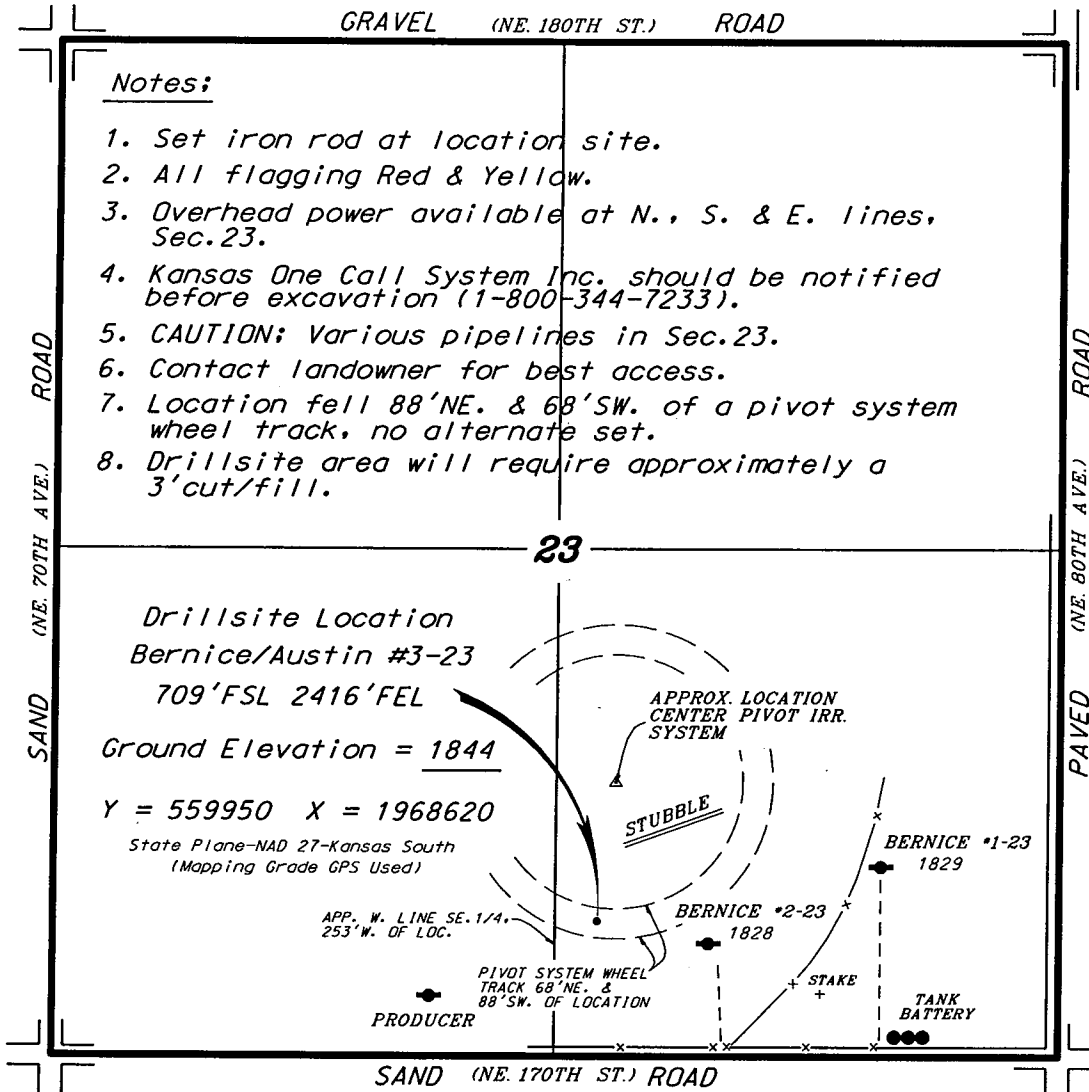 GRAVEL (NE. 180TH ST.) ROAD
Notes:
1. Set iron rod at location site.
2. All flagging Red & Yellow.
3. Overhead power available at N., S. & E. lines,
Sec.23.
4. Kansas One Call System Inc. should be notified
before excavation (1-800-344-7233).
5. CAUTION: Various pipelines in Sec.23.
6. Contact landowner for best access.
7. Location fell 88'NE. & 68'SW. of a pivot system
wheel track, no alternate set.
8. Drillsite area will require approximately a
3'cut/fill.
SAND (NE. 70TH AVE.) ROAD
PAVED (NE. 80TH AVE.) ROAD
23
Drillsite Location
Bernice/Austin #3-23
709'FSL 2416'FEL
Ground Elevation = 1844
Y = 559950 X = 1968620
State Plane-NAD 27-Kansas South
(Mapping Grade GPS Used)
APPROX. LOCATION
CENTER PIVOT IRR.
SYSTEM
STUBBLE
BERNICE #1-23
1829
BERNICE #2-23
1828
APP. W. LINE SE.1/4.
253'W. OF LOC.
PIVOT SYSTEM WHEEL
TRACK 68'NE. &
88'SW. OF LOCATION
STAKE
PRODUCER
TANK
BATTERY
SAND (NE. 170TH ST.) ROAD